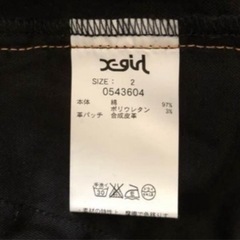 X-girl
SIZE: 2
0543604
本体 綿 97%
ポリウレタン 3%
革パッチ 合成皮革